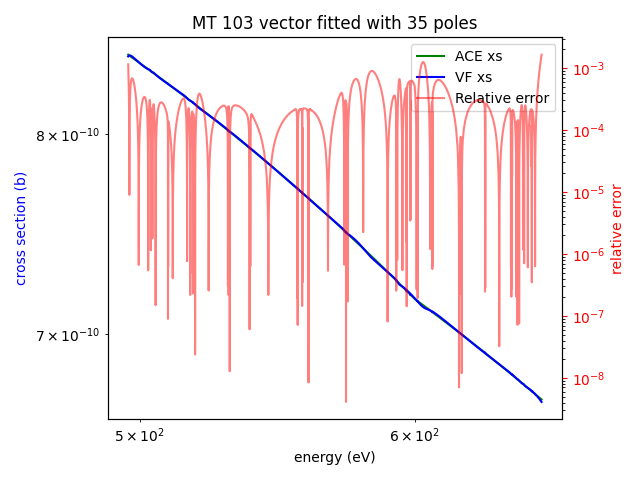 MT 103 vector fitted with 35 poles
ACE xs
VF xs
Relative error
cross section (b)
8 × 10⁻¹⁰
7 × 10⁻¹⁰
10⁻³
10⁻⁴
10⁻⁵
10⁻⁶
10⁻⁷
10⁻⁸
relative error
5 × 10²
6 × 10²
energy (eV)